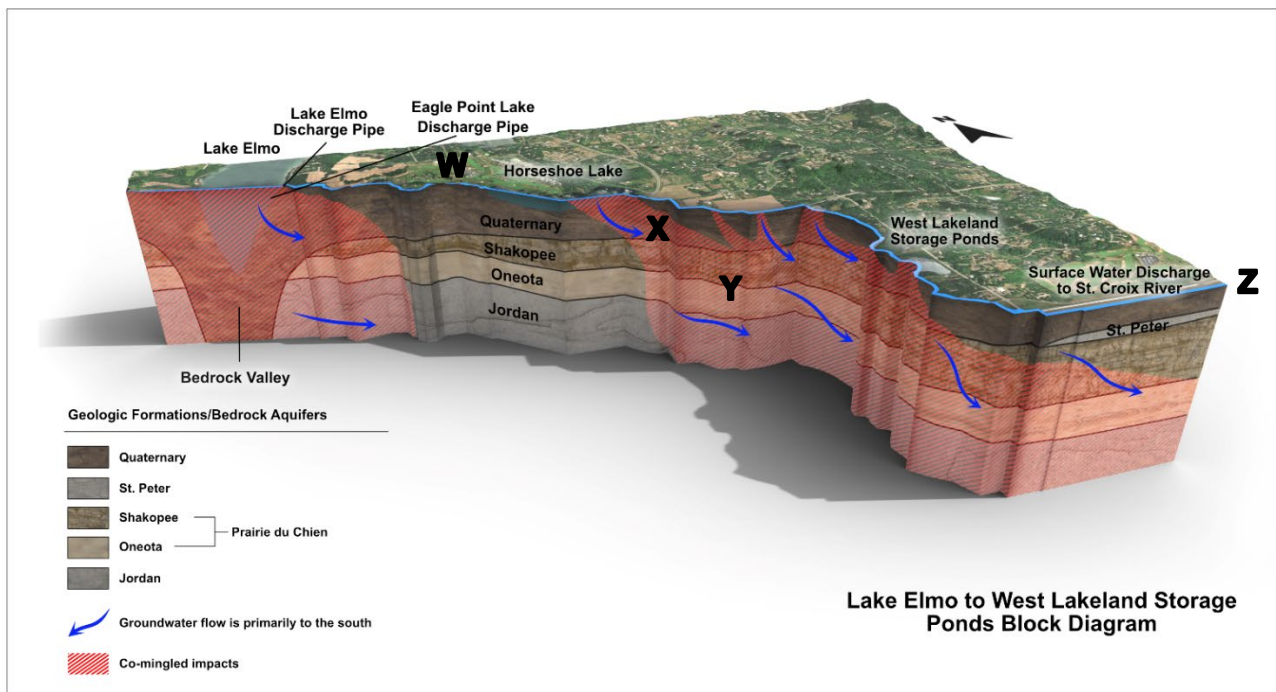 Lake Elmo
Lake Elmo
Discharge Pipe
Eagle Point Lake
Discharge Pipe
W
Horseshoe Lake
N
West Lakeland
Storage Ponds
Surface Water Discharge
to St. Croix River
Z
Quaternary
X
Shakopee
Oneota
Y
Jordan
St. Peter
Bedrock Valley
Geologic Formations/Bedrock Aquifers
Quaternary
St. Peter
Shakopee
Prairie du Chien
Oneota
Jordan
Groundwater flow is primarily to the south
Co-mingled impacts
Lake Elmo to West Lakeland Storage
Ponds Block Diagram